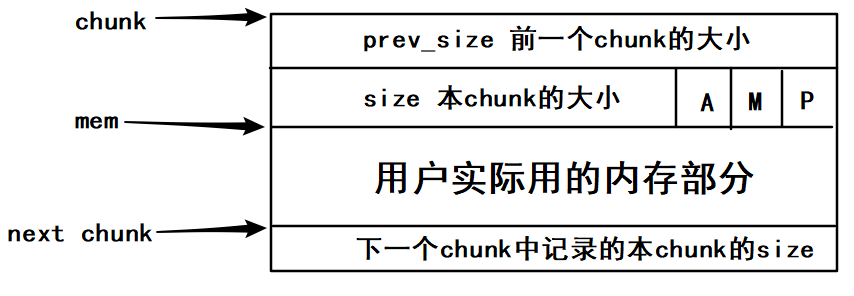 chunk
prev_size 前一个chunk的大小
size 本chunk的大小
A
M
P
mem
用户实际用的内存部分
next chunk
下一个chunk中记录的本chunk的size